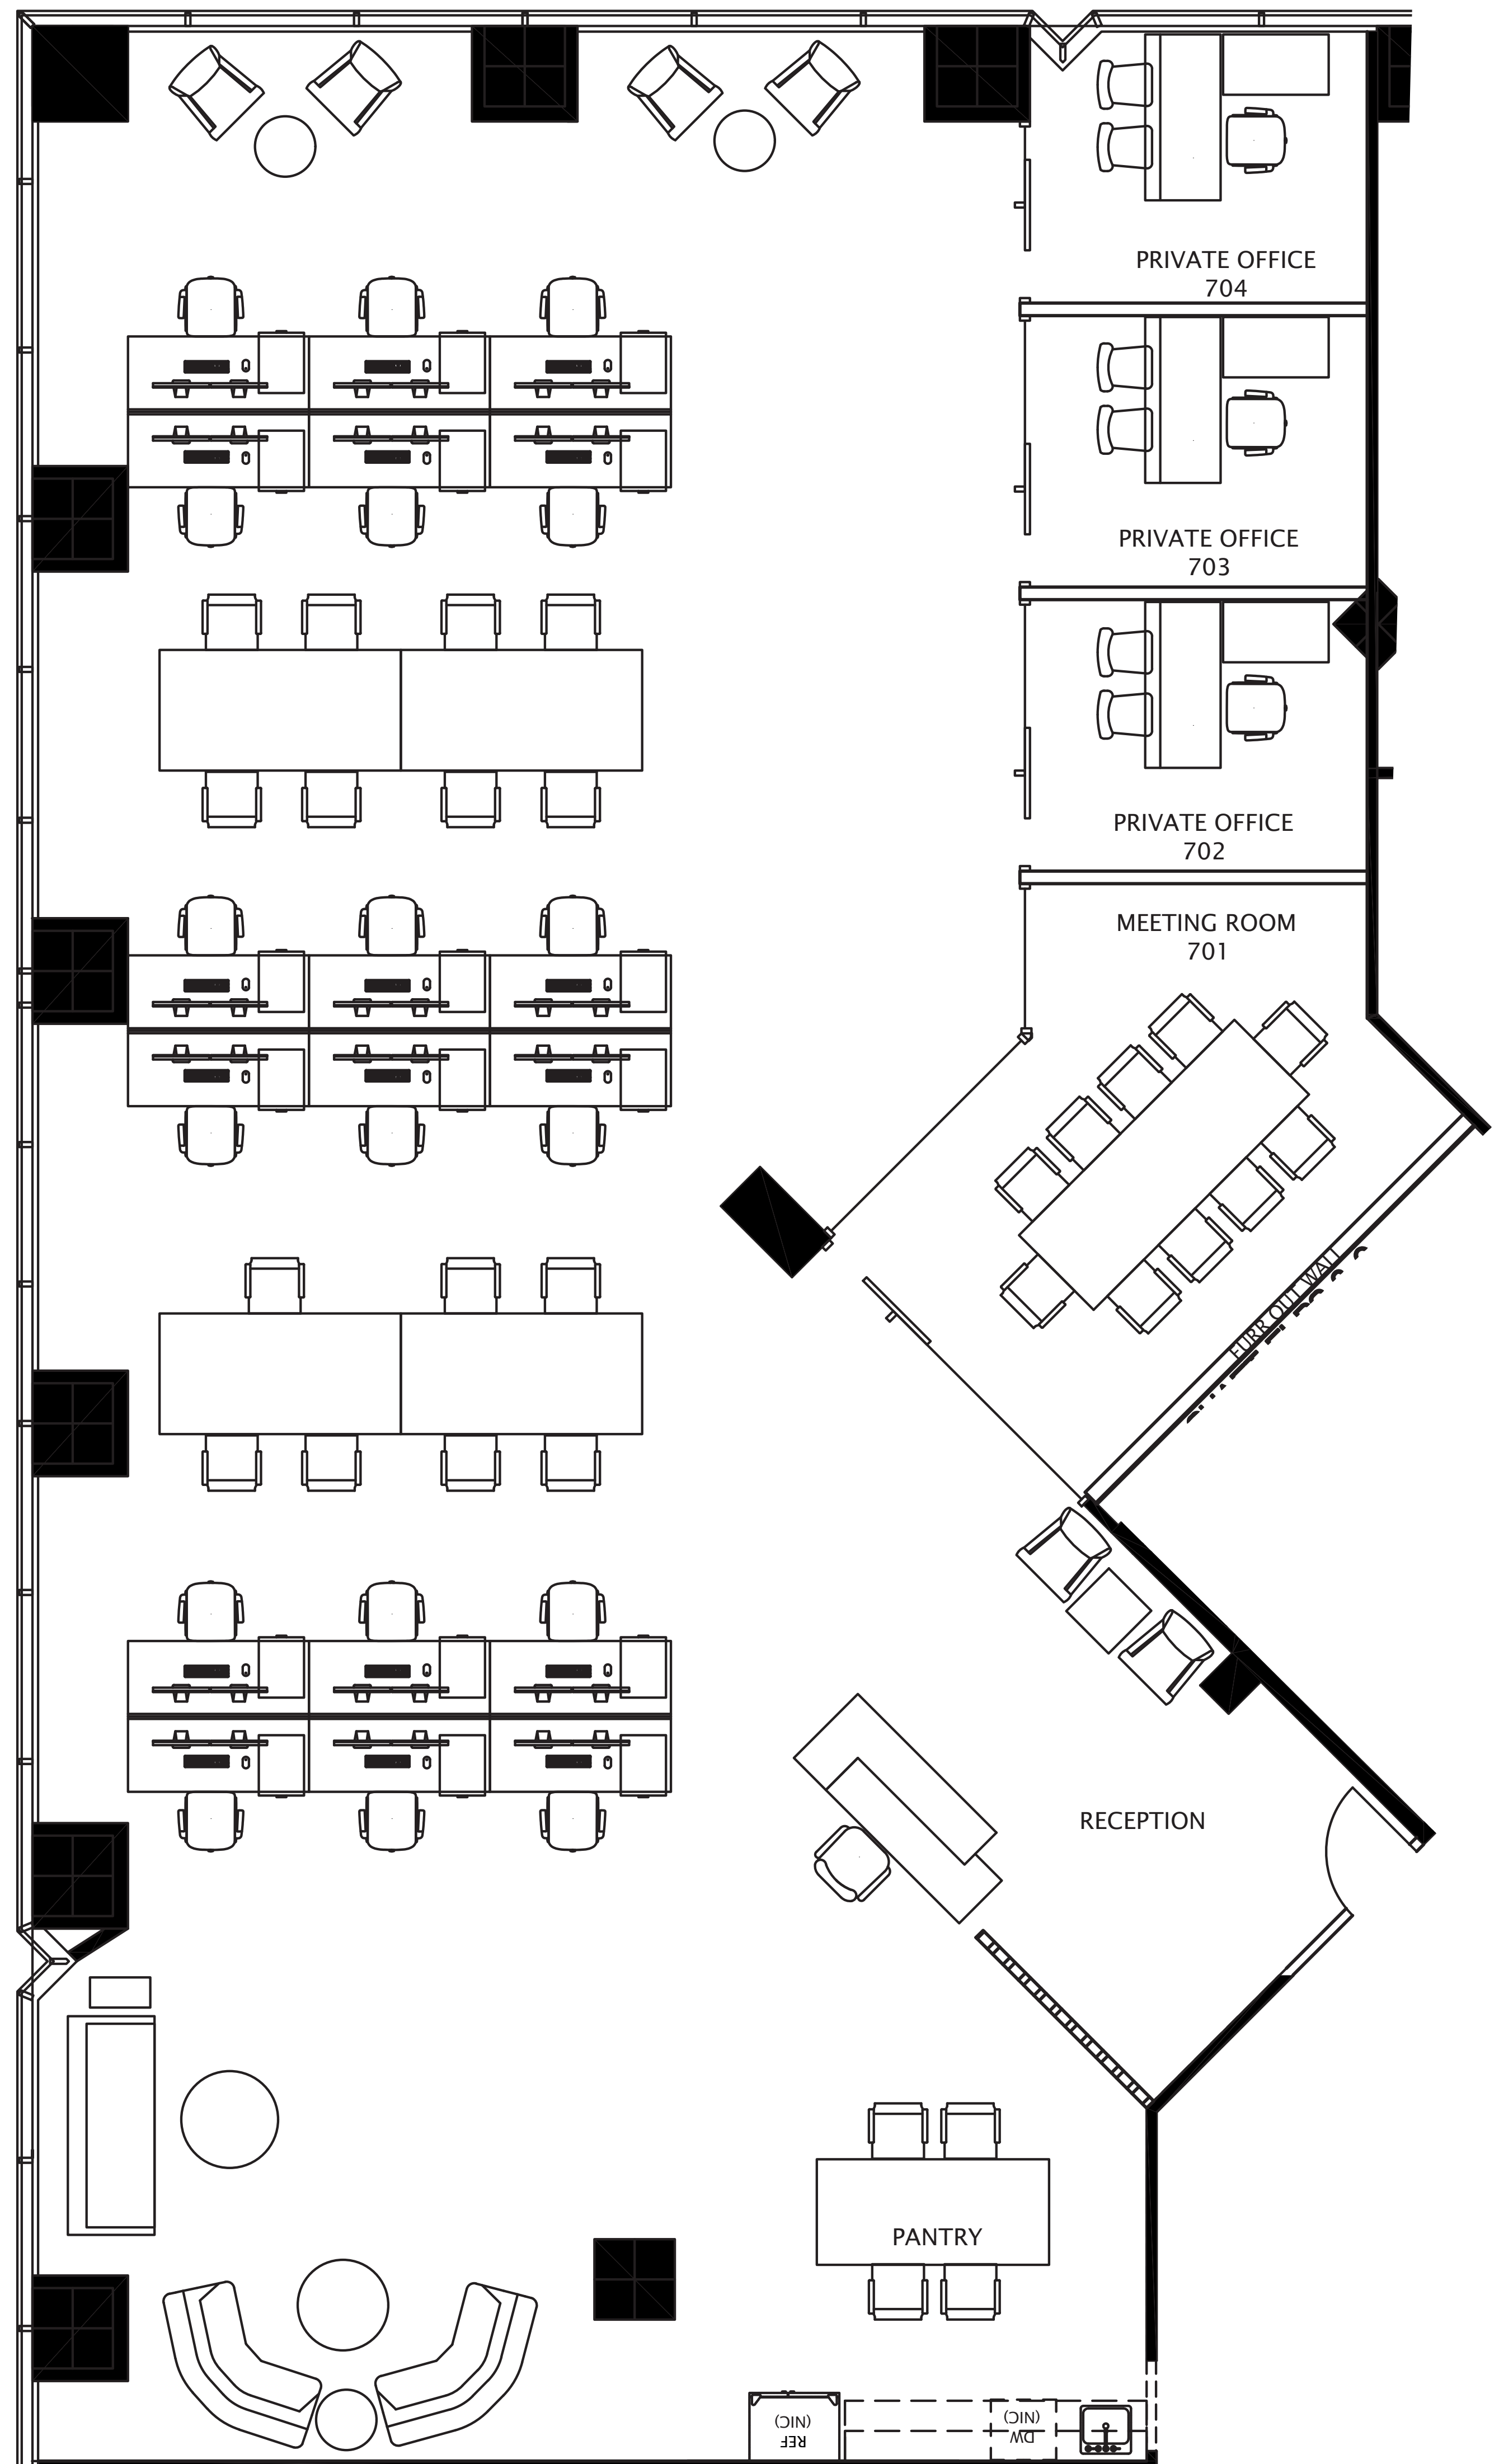 PRIVATE OFFICE
704
PRIVATE OFFICE
703
PRIVATE OFFICE
702
MEETING ROOM
701
FURR OUT WALL
RECEPTION
PANTRY
REF
(NIC)
DW
(NIC)